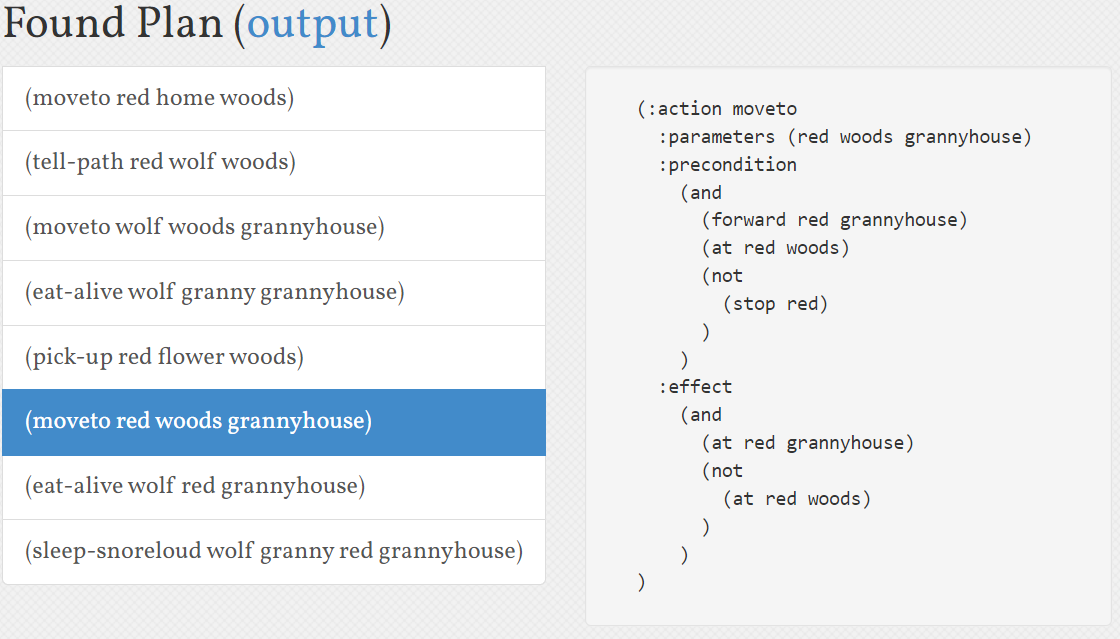 Found Plan (output)
(moveto red home woods)
(tell-path red wolf woods)
(moveto wolf woods grannyhouse)
(eat-alive wolf granny grannyhouse)
(pick-up red flower woods)
(moveto red woods grannyhouse)
(eat-alive wolf red grannyhouse)
(sleep-snoreloud wolf granny red grannyhouse)
(:action moveto
  :parameters (red woods grannyhouse)
  :precondition
    (and
      (forward red grannyhouse)
      (at red woods)
      (not
        (stop red)
      )
    )
  :effect
    (and
      (at red grannyhouse)
      (not
        (at red woods)
      )
    )
)